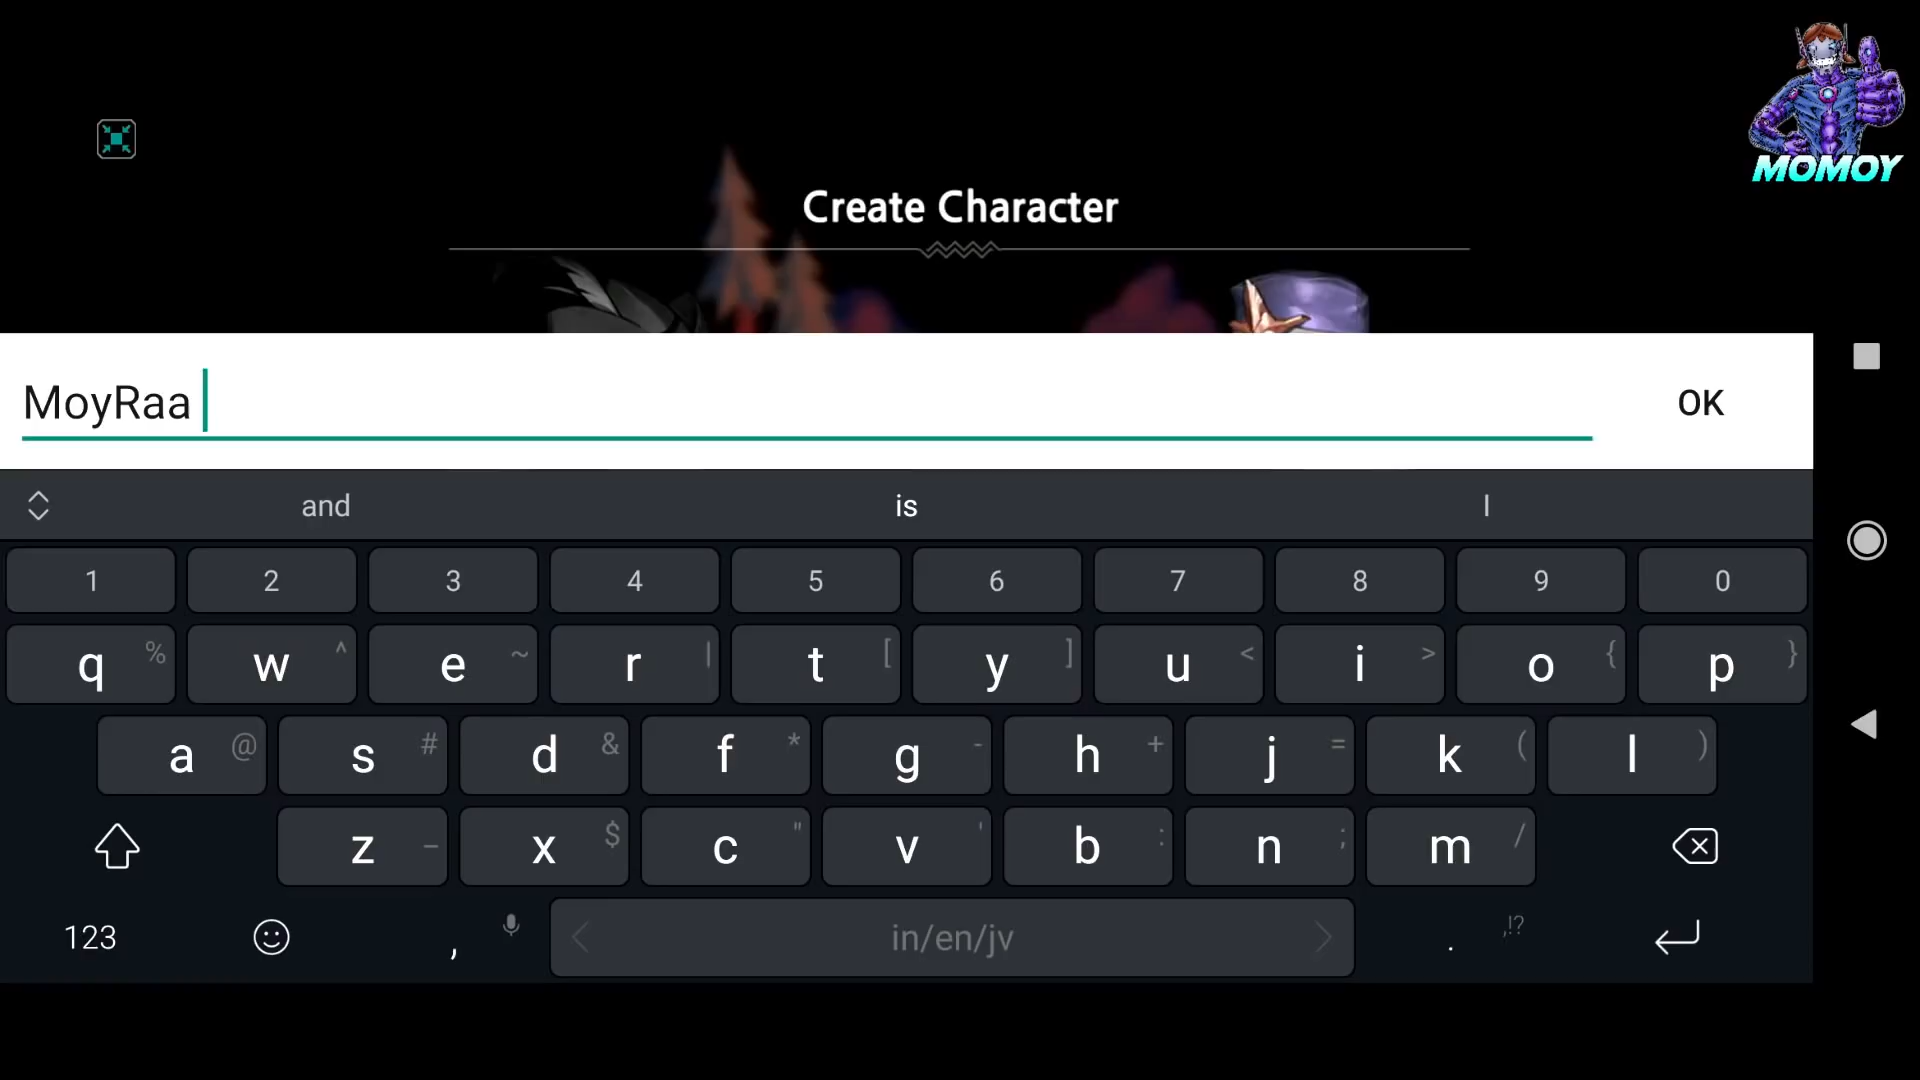 MOMOY
Create Character
MoyRaa
OK
and is I
1 2 3 4 5 6 7 8 9 0
q % w ^ e ~ r | t [ y ] u < i > o { p }
a @ s # d & f * g - h + j = k ( l )
z _ x $ c " v ' b : n ; m /
123 , in/en/jv . ,!?